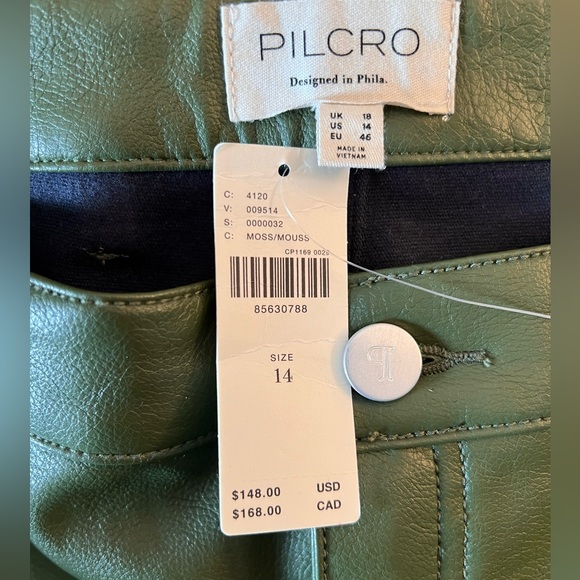 PILCRO
Designed in Phila.
UK 18
US 14
EU 46
MADE IN
VIETNAM
C: 4120
V: 009514
S: 0000032
C: MOSS/MOUSS
CP1169 0029
85630788
SIZE
14
$148.00 USD
$168.00 CAD